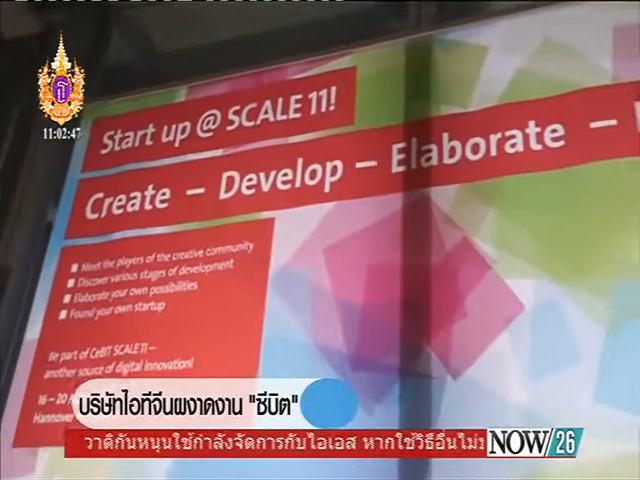 Start up @ SCALE 11!
Create – Develop – Elaborate –
Meet the players of the creative community
Discover various stages of development
Elaborate your own possibilities
Found your own startup
Be part of CeBIT SCALE 11 –
another source of digital innovation!
16 – 20
Hannover
11:02:47
บริษัทไอทีจีนผงาดงาน "ซีบิต"
วาติกันหนุนใช้กำลังจัดการกับไอเอส หากใช้วิธีอื่นไม่
NOW 26